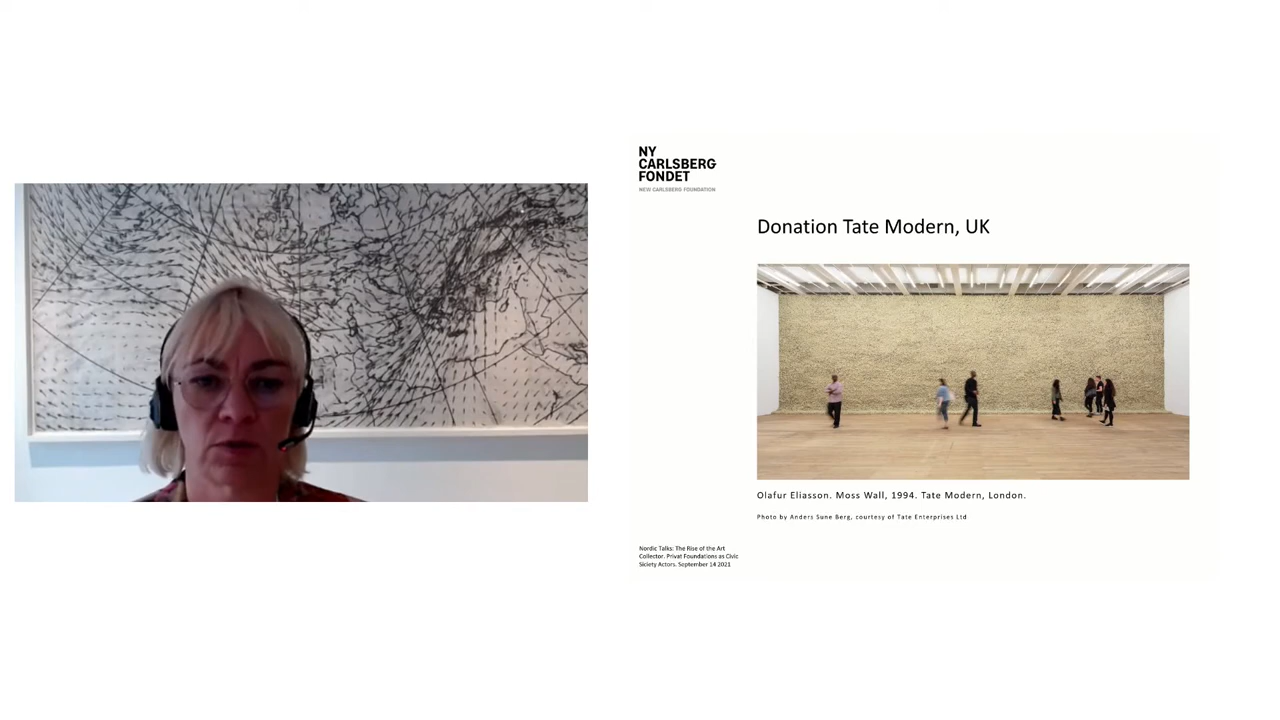 NY
CARLSBERG
FONDET
NEW CARLSBERG FOUNDATION
Donation Tate Modern, UK
Olafur Eliasson. Moss Wall, 1994. Tate Modern, London.
Photo by Anders Sune Berg, courtesy of Tate Enterprises Ltd
Nordic Talks: The Rise of the Art
Collector. Privat Foundations as Civic
Siciety Actors. September 14 2021